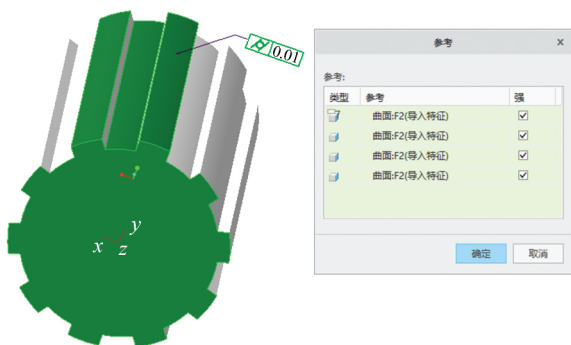 0.01
x
y
z
参考
x
参考:
类型 参考 强
曲面:F2(导入特征)
曲面:F2(导入特征)
曲面:F2(导入特征)
曲面:F2(导入特征)
确定 取消